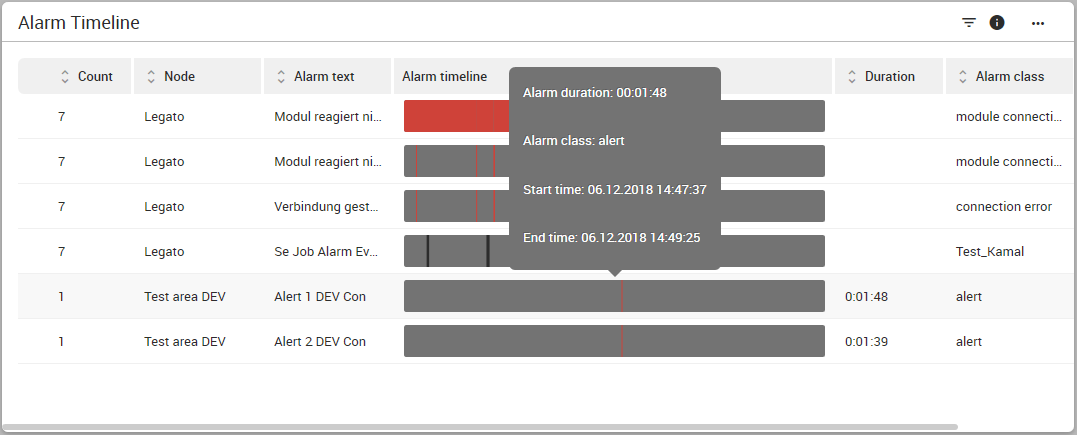 Alarm Timeline
Count Node Alarm text Alarm timeline Duration Alarm class
7 Legato Modul reagiert ni... module connecti...
7 Legato Modul reagiert ni... module connecti...
7 Legato Verbindung gest... connection error
7 Legato Se Job Alarm Ev... Test_Kamal
1 Test area DEV Alert 1 DEV Con 0:01:48 alert
1 Test area DEV Alert 2 DEV Con 0:01:39 alert
Alarm duration: 00:01:48
Alarm class: alert
Start time: 06.12.2018 14:47:37
End time: 06.12.2018 14:49:25